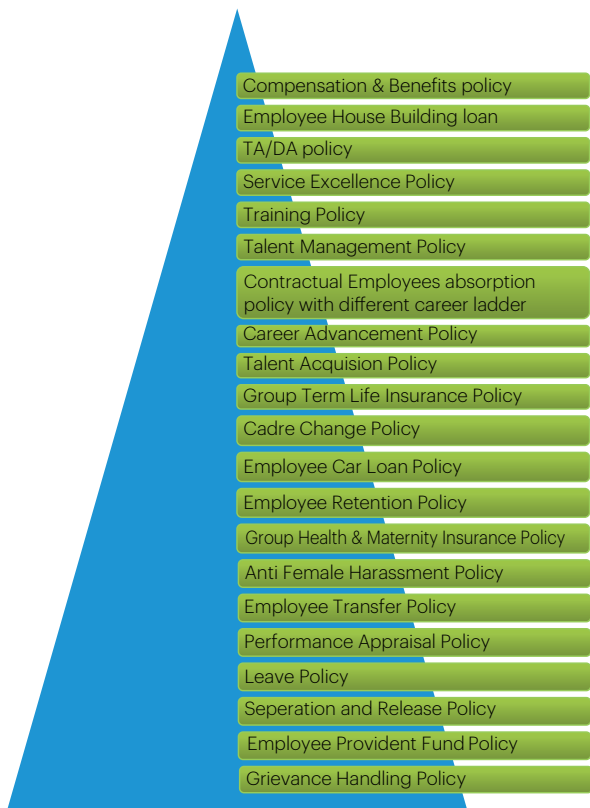 Compensation & Benefits policy
Employee House Building loan
TA/DA policy
Service Excellence Policy
Training Policy
Talent Management Policy
Contractual Employees absorption
policy with different career ladder
Career Advancement Policy
Talent Acquision Policy
Group Term Life Insurance Policy
Cadre Change Policy
Employee Car Loan Policy
Employee Retention Policy
Group Health & Maternity Insurance Policy
Anti Female Harassment Policy
Employee Transfer Policy
Performance Appraisal Policy
Leave Policy
Seperation and Release Policy
Employee Provident Fund Policy
Grievance Handling Policy